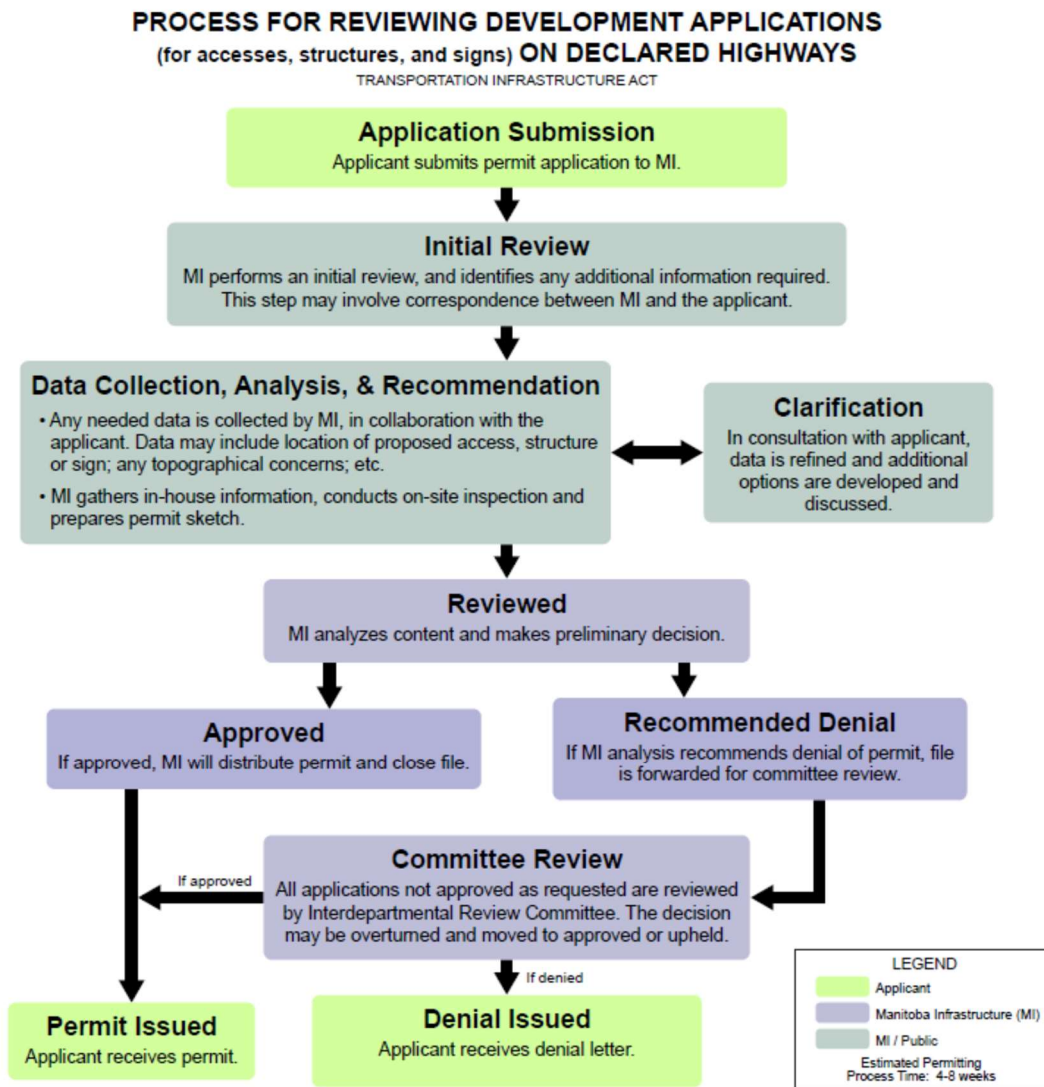 PROCESS FOR REVIEWING DEVELOPMENT APPLICATIONS
(for accesses, structures, and signs) ON DECLARED HIGHWAYS
TRANSPORTATION INFRASTRUCTURE ACT
Application Submission
Applicant submits permit application to MI.
Initial Review
MI performs an initial review, and identifies any additional information required.
This step may involve correspondence between MI and the applicant.
Data Collection, Analysis, & Recommendation
• Any needed data is collected by MI, in collaboration with the
applicant. Data may include location of proposed access, structure
or sign; any topographical concerns; etc.
• MI gathers in-house information, conducts on-site inspection and
prepares permit sketch.
Clarification
In consultation with applicant,
data is refined and additional
options are developed and
discussed.
Reviewed
MI analyzes content and makes preliminary decision.
Approved
If approved, MI will distribute permit and close file.
Recommended Denial
If MI analysis recommends denial of permit, file
is forwarded for committee review.
Committee Review
All applications not approved as requested are reviewed
by Interdepartmental Review Committee. The decision
may be overturned and moved to approved or upheld.
If approved
If denied
Permit Issued
Applicant receives permit.
Denial Issued
Applicant receives denial letter.
LEGEND
Applicant
Manitoba Infrastructure (MI)
MI / Public
Estimated Permitting
Process Time: 4-8 weeks